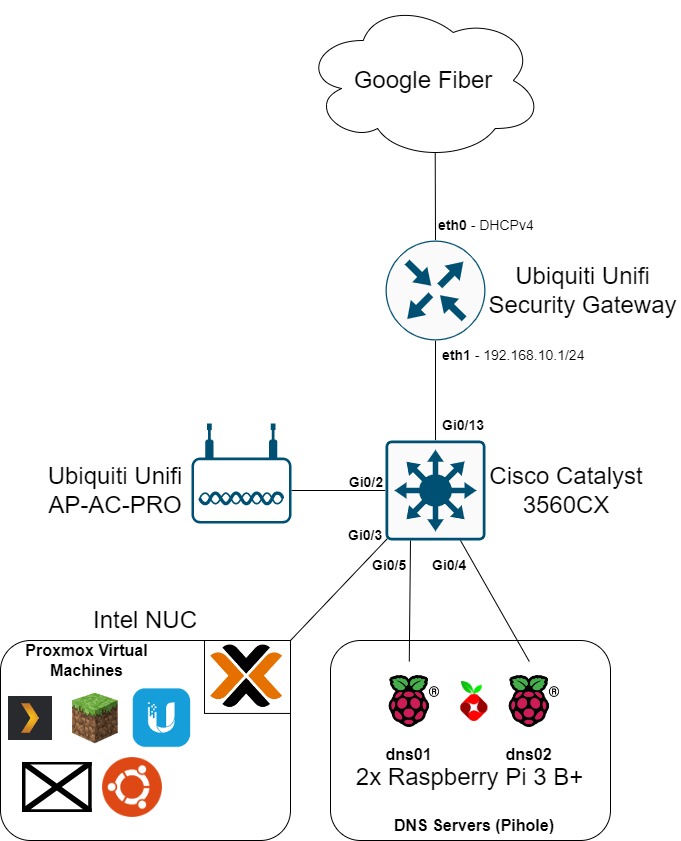 Google Fiber
eth0 - DHCPv4
Ubiquiti Unifi
Security Gateway
eth1 - 192.168.10.1/24
Gi0/13
Ubiquiti Unifi
AP-AC-PRO
Gi0/2
Cisco Catalyst
3560CX
Gi0/3
Gi0/5
Gi0/4
Intel NUC
Proxmox Virtual
Machines
®
®
dns01
dns02
2x Raspberry Pi 3 B+
DNS Servers (Pihole)